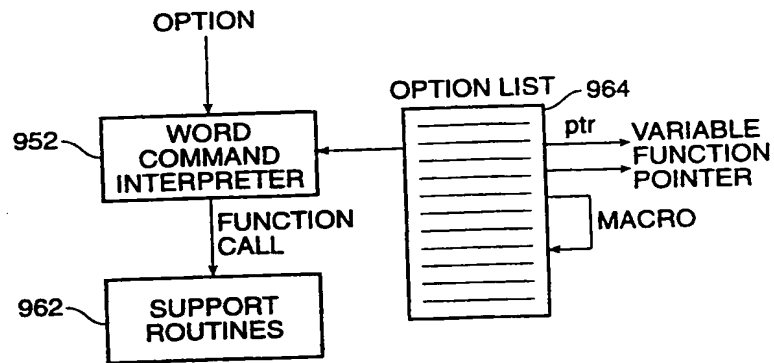 OPTION
OPTION LIST
964
952
WORD
COMMAND
INTERPRETER
ptr
VARIABLE
FUNCTION
POINTER
MACRO
FUNCTION
CALL
962
SUPPORT
ROUTINES